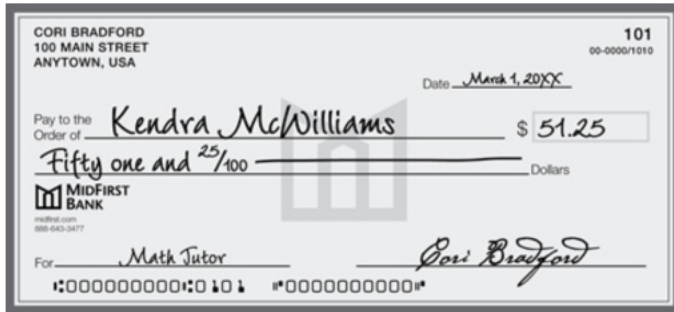 CORI BRADFORD 101
100 MAIN STREET 00-0000/1010
ANYTOWN, USA
Date March 1, 20XX
Pay to the
Order of Kendra McWilliams $ 51.25
Fifty one and 25/100 Dollars
MIDFIRST
BANK
midfirst.com
888-643-3477
For Math Tutor Cori Bradford
⑆000000000⑆0101 ⑈0000000000⑈